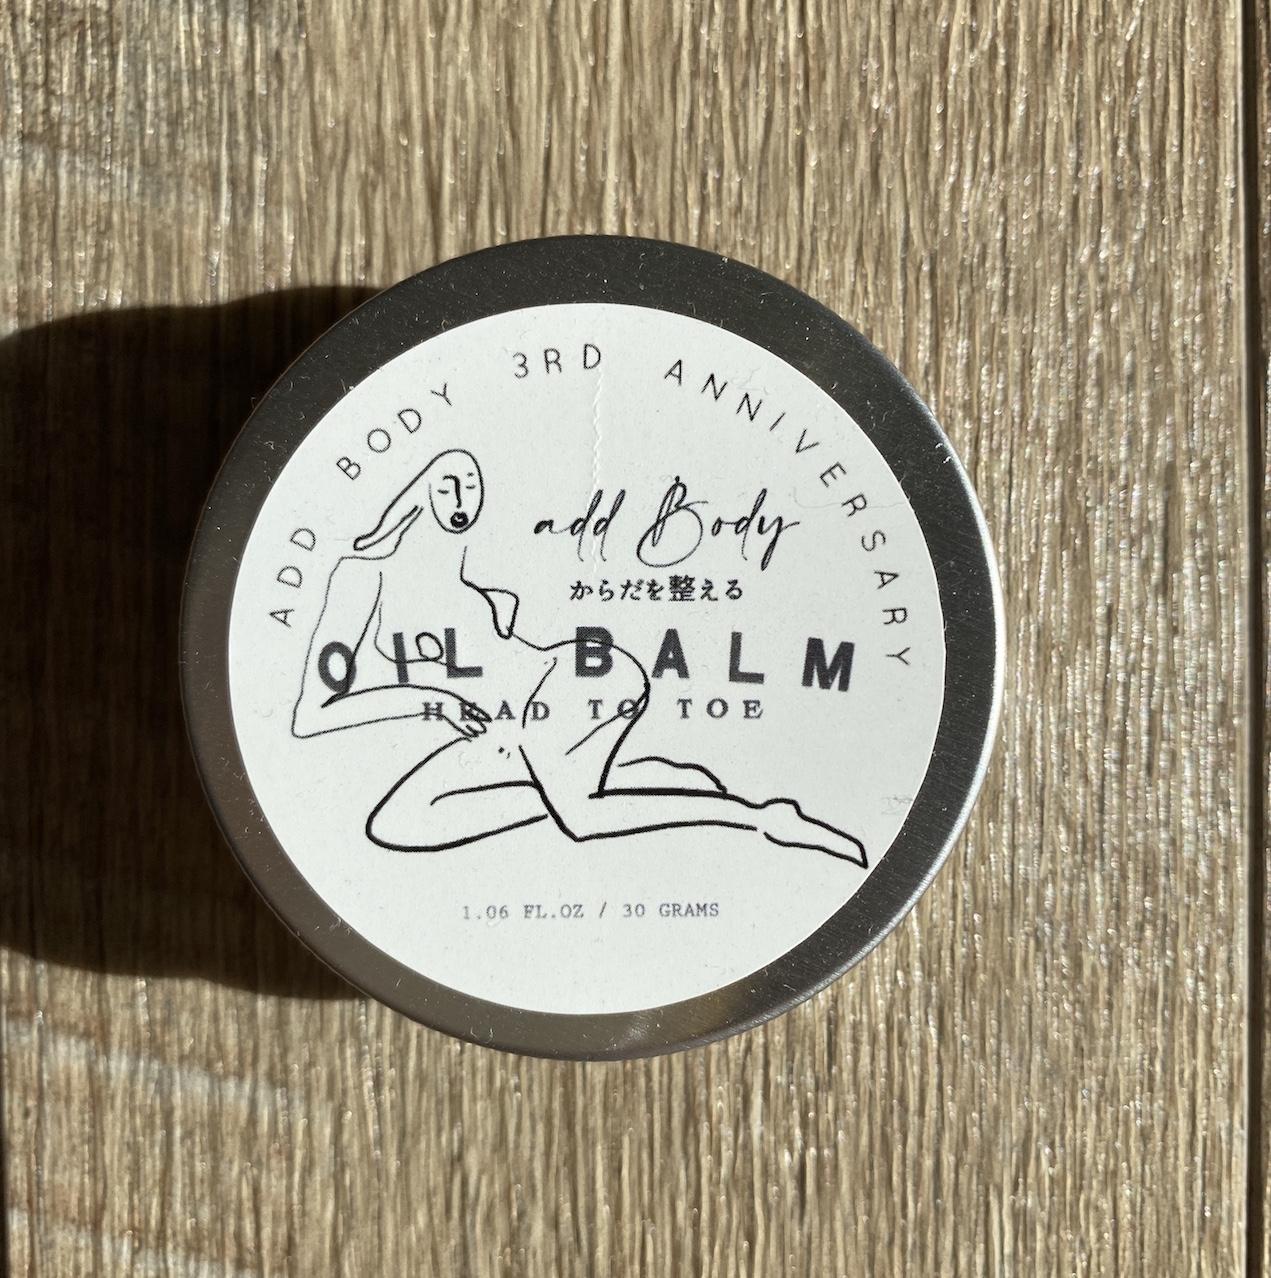 ADD BODY 3RD ANNIVERSARY
add Body
からだを整える
OIL BALM
HEAD TO TOE
1.06 FL.OZ / 30 GRAMS